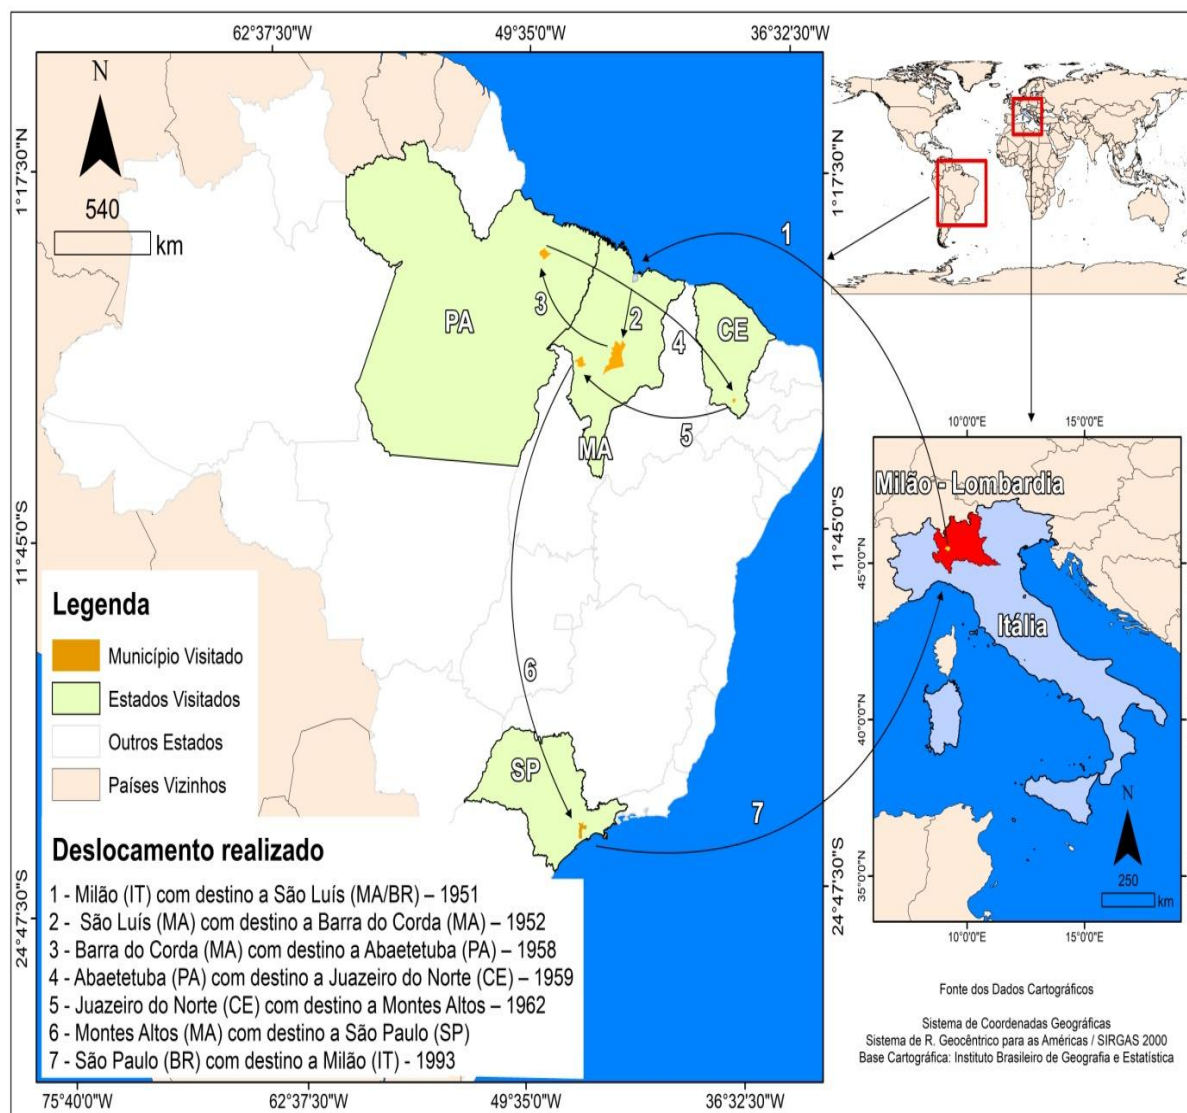 62°37'30"W 49°35'0"W 36°32'30"W
N
1°17'30"N
540
km
1°17'30"N
1
2
3
4
5
PA
CE
MA
11°45'0"S
11°45'0"S
10°0'0"E 15°0'0"E
Milão - Lombardia
45°0'0"N
Itália
40°0'0"N
35°0'0"N
N
250
km
10°0'0"E 15°0'0"E
Legenda
Município Visitado
Estados Visitados
Outros Estados
Países Vizinhos
6
SP
7
24°47'30"S
24°47'30"S
Deslocamento realizado
1 - Milão (IT) com destino a São Luís (MA/BR) – 1951
2 - São Luís (MA) com destino a Barra do Corda (MA) – 1952
3 - Barra do Corda (MA) com destino a Abaetetuba (PA) – 1958
4 - Abaetetuba (PA) com destino a Juazeiro do Norte (CE) – 1959
5 - Juazeiro do Norte (CE) com destino a Montes Altos – 1962
6 - Montes Altos (MA) com destino a São Paulo (SP)
7 - São Paulo (BR) com destino a Milão (IT) - 1993
75°40'0"W 62°37'30"W 49°35'0"W 36°32'30"W
Fonte dos Dados Cartográficos
Sistema de Coordenadas Geográficas
Sistema de R. Geocêntrico para as Américas / SIRGAS 2000
Base Cartográfica: Instituto Brasileiro de Geografia e Estatística